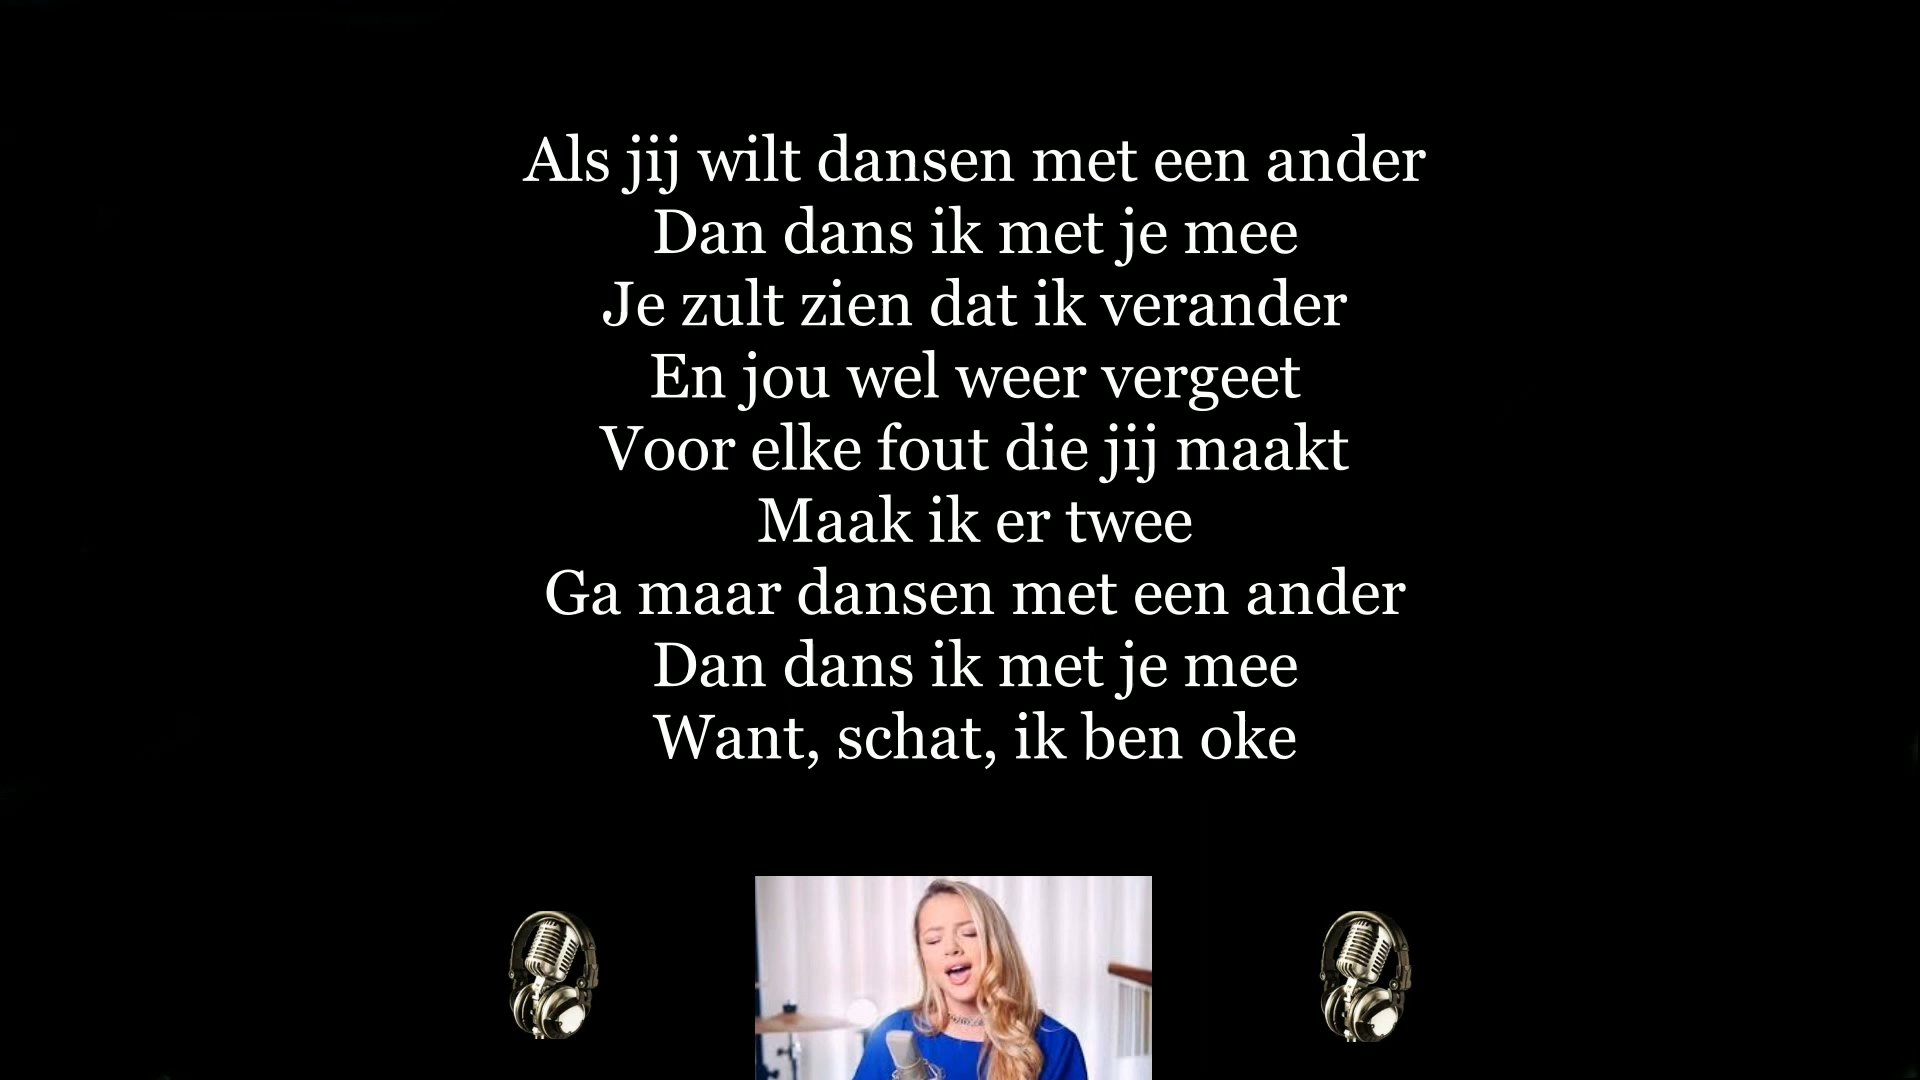 Als jij wilt dansen met een ander
Dan dans ik met je mee
Je zult zien dat ik verander
En jou wel weer vergeet
Voor elke fout die jij maakt
Maak ik er twee
Ga maar dansen met een ander
Dan dans ik met je mee
Want, schat, ik ben oke